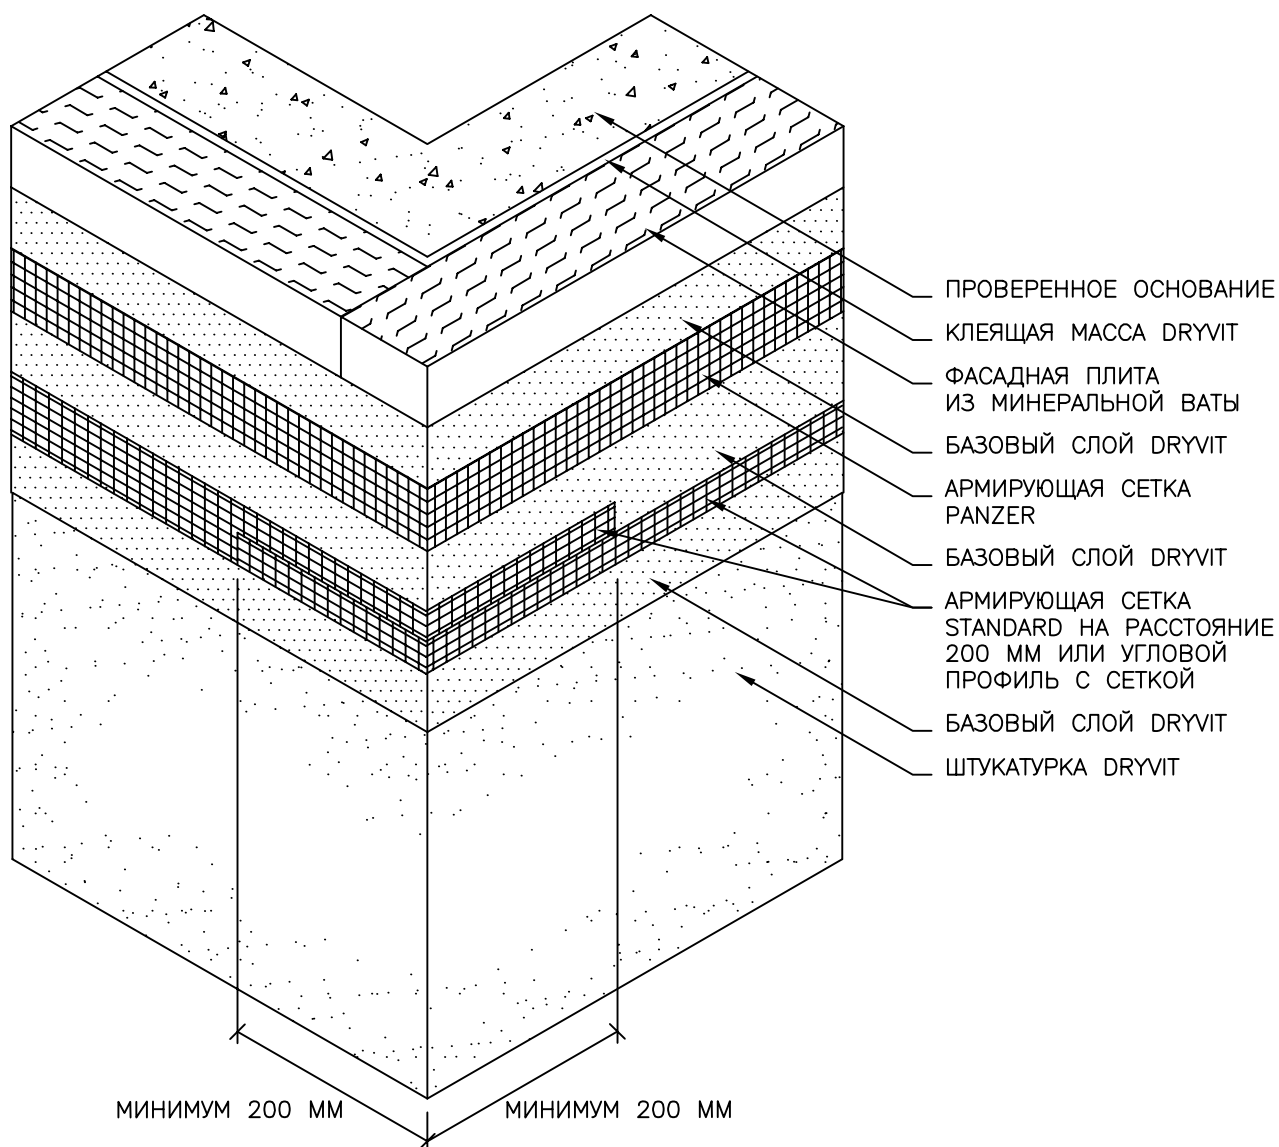 ПРОВЕРЕННОЕ ОСНОВАНИЕ
КЛЕЯЩАЯ МАССА DRYVIT
ФАСАДНАЯ ПЛИТА
ИЗ МИНЕРАЛЬНОЙ ВАТЫ
БАЗОВЫЙ СЛОЙ DRYVIT
АРМИРУЮЩАЯ СЕТКА
PANZER
БАЗОВЫЙ СЛОЙ DRYVIT
АРМИРУЮЩАЯ СЕТКА
STANDARD НА РАССТОЯНИЕ
200 ММ ИЛИ УГЛОВОЙ
ПРОФИЛЬ С СЕТКОЙ
БАЗОВЫЙ СЛОЙ DRYVIT
ШТУКАТУРКА DRYVIT
МИНИМУМ 200 ММ
МИНИМУМ 200 ММ